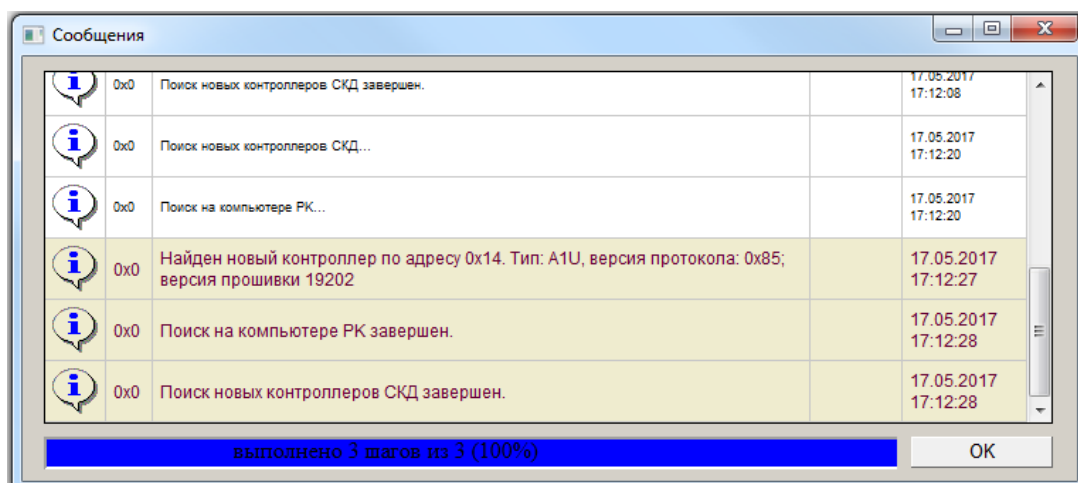 Сообщения
0x0 Поиск новых контроллеров СКД завершен. 17.05.2017
17:12:08
0x0 Поиск новых контроллеров СКД... 17.05.2017
17:12:20
0x0 Поиск на компьютере РК... 17.05.2017
17:12:20
0x0 Найден новый контроллер по адресу 0x14. Тип: A1U, версия протокола: 0x85; 17.05.2017
версия прошивки 19202 17:12:27
0x0 Поиск на компьютере РК завершен. 17.05.2017
17:12:28
0x0 Поиск новых контроллеров СКД завершен. 17.05.2017
17:12:28
выполнено 3 шагов из 3 (100%) OK